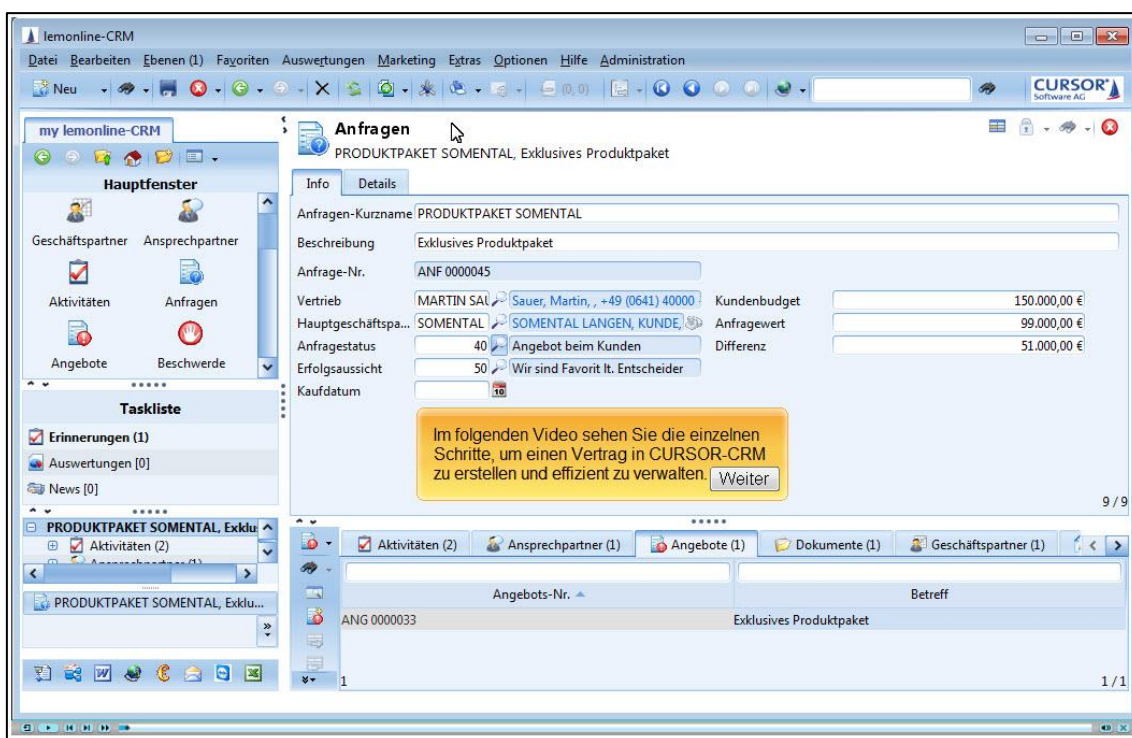 lemonline-CRM
Datei Bearbeiten Ebenen (1) Favoriten Auswertungen Marketing Extras Optionen Hilfe Administration
Neu (0, 0) CURSOR
Software AG
my lemonline-CRM
Hauptfenster
Geschäftspartner Ansprechpartner
Aktivitäten Anfragen
Angebote Beschwerde
Taskliste
Erinnerungen (1)
Auswertungen [0]
News [0]
PRODUKTPAKET SOMENTAL, Exklu
Aktivitäten (2)
Ansprechpartner (1)
PRODUKTPAKET SOMENTAL, Exklu...
Anfragen
PRODUKTPAKET SOMENTAL, Exklusives Produktpaket
Info Details
Anfragen-Kurzname PRODUKTPAKET SOMENTAL
Beschreibung Exklusives Produktpaket
Anfrage-Nr. ANF 0000045
Vertrieb MARTIN SAU Sauer, Martin, , +49 (0641) 40000 Kundenbudget 150.000,00 €
Hauptgeschäftspa... SOMENTAL SOMENTAL LANGEN, KUNDE, Anfragewert 99.000,00 €
Anfragestatus 40 Angebot beim Kunden Differenz 51.000,00 €
Erfolgsaussicht 50 Wir sind Favorit lt. Entscheider
Kaufdatum 10
Im folgenden Video sehen Sie die einzelnen
Schritte, um einen Vertrag in CURSOR-CRM
zu erstellen und effizient zu verwalten. Weiter
9 / 9
Aktivitäten (2) Ansprechpartner (1) Angebote (1) Dokumente (1) Geschäftspartner (1)
Angebots-Nr. Betreff
ANG 0000033 Exklusives Produktpaket
1 1 / 1